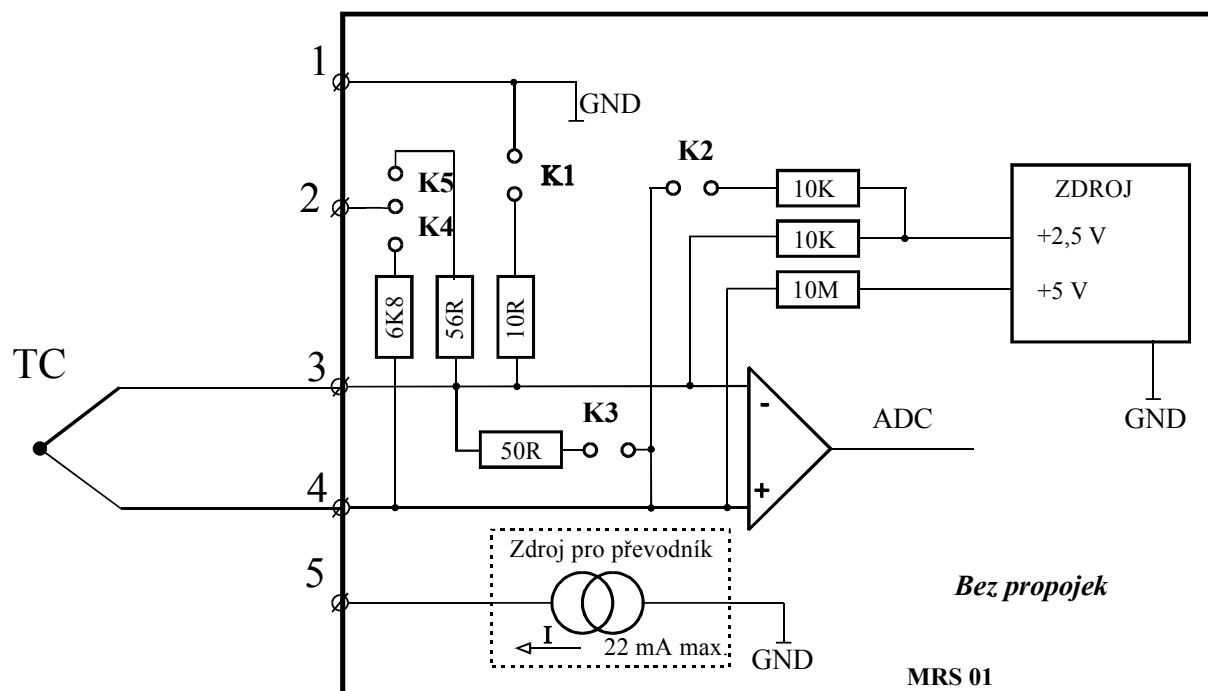 1
GND
K5
K1
K2
10K
ZDROJ
2
K4
10K
+2,5 V
10M
+5 V
6K8
56R
10R
TC
3
K3
-
ADC
GND
50R
4
+
Zdroj pro převodník
5
Bez propojek
I
22 mA max.
GND
MRS 01